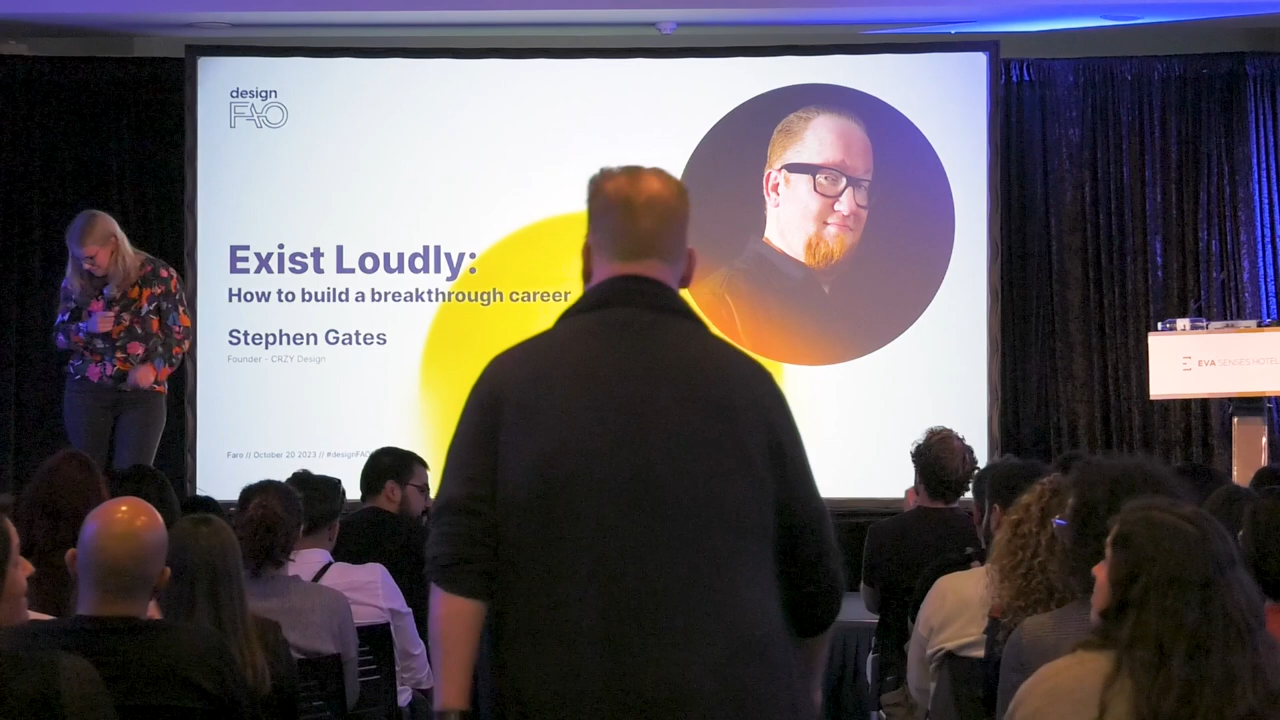 design
FAO
Exist Loudly:
How to build a breakthrough career
Stephen Gates
Founder - CRZY Design
Faro // October 20 2023 // #designFAO
EVA SENSES HOTEL